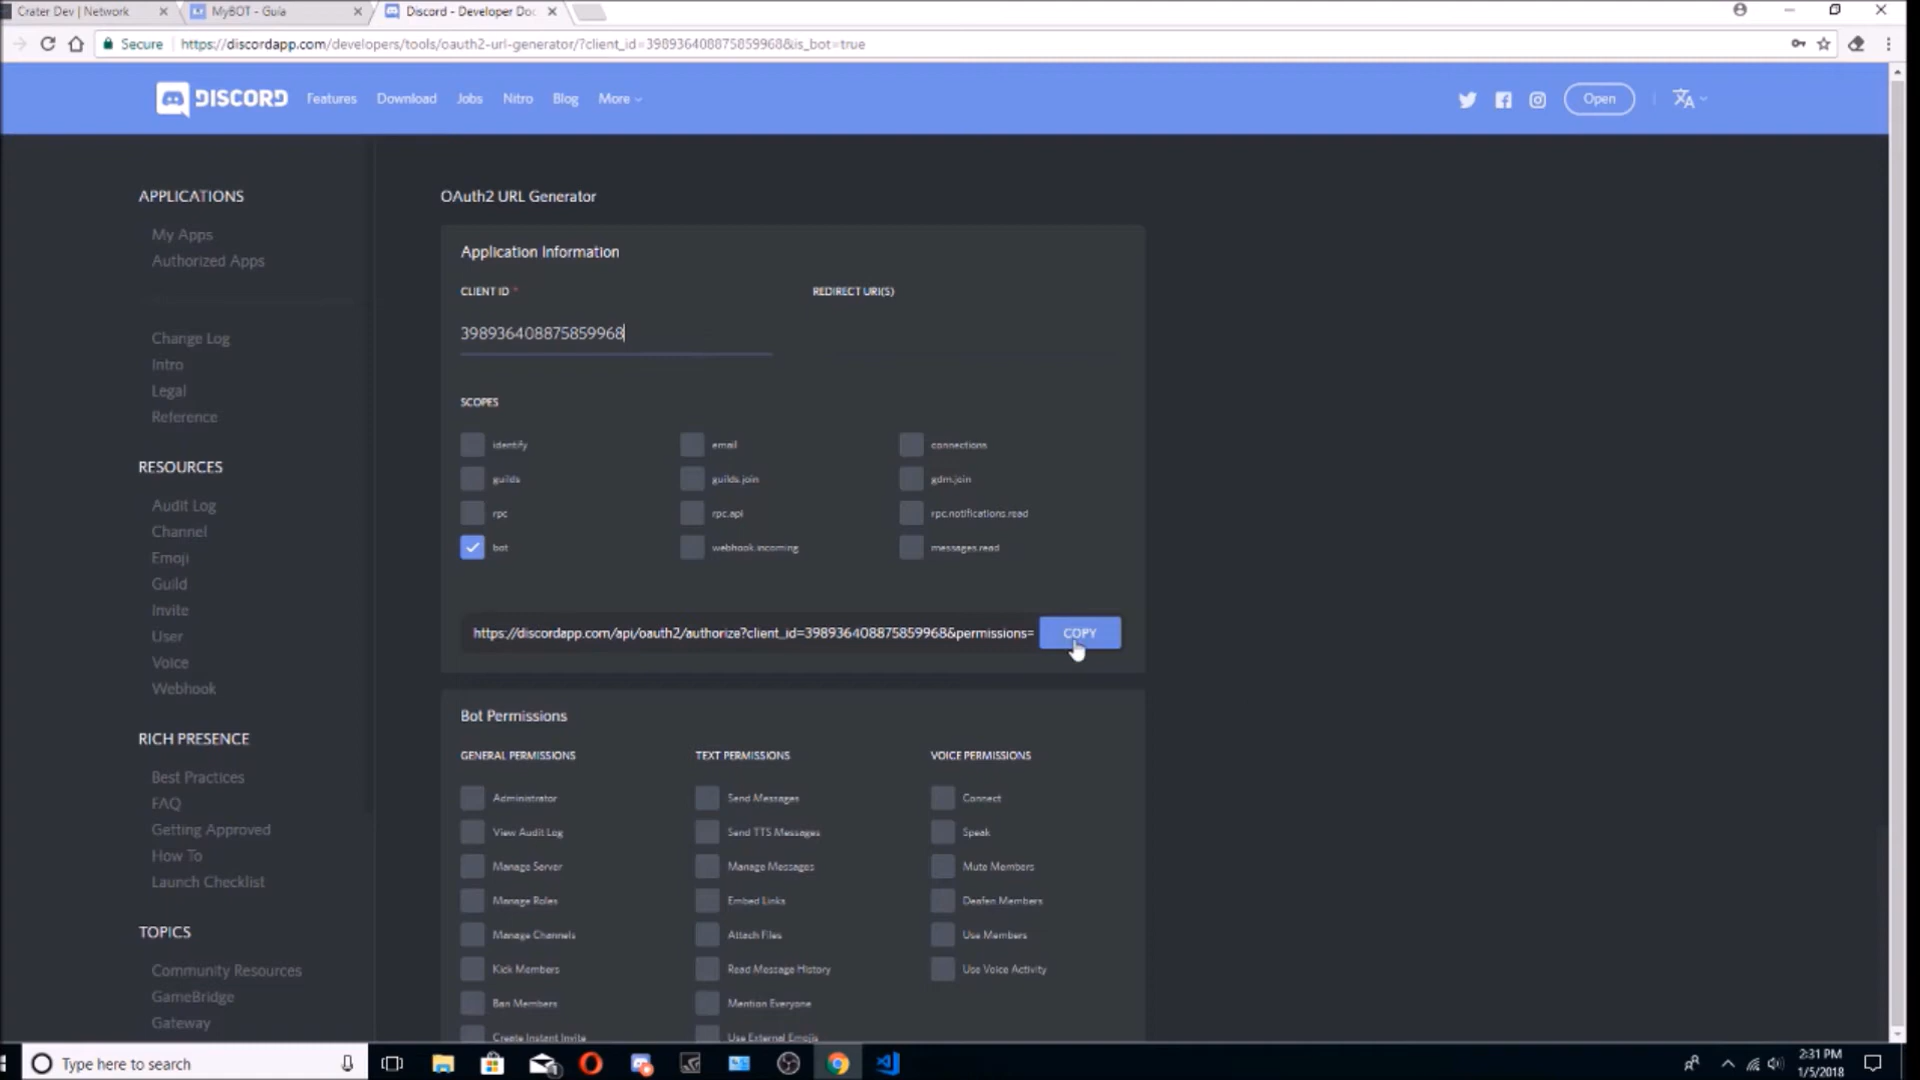 Crater Dev | Network
MyBOT - Guía
Discord - Developer Doc
Secure
https://discordapp.com/developers/tools/oauth2-url-generator/?client_id=398936408875859968&is_bot=true
DISCORD
Features
Download
Jobs
Nitro
Blog
More
Open
APPLICATIONS
My Apps
Authorized Apps
Change Log
Intro
Legal
Reference
RESOURCES
Audit Log
Channel
Emoji
Guild
Invite
User
Voice
Webhook
RICH PRESENCE
Best Practices
FAQ
Getting Approved
How To
Launch Checklist
TOPICS
Community Resources
GameBridge
Gateway
OAuth2 URL Generator
Application Information
CLIENT ID *
REDIRECT URI(S)
398936408875859968
SCOPES
identify
email
connections
guilds
guilds.join
gdm.join
rpc
rpc.api
rpc.notifications.read
bot
webhook.incoming
messages.read
https://discordapp.com/api/oauth2/authorize?client_id=398936408875859968&permissions=
COPY
Bot Permissions
GENERAL PERMISSIONS
TEXT PERMISSIONS
VOICE PERMISSIONS
Administrator
Send Messages
Connect
View Audit Log
Send TTS Messages
Speak
Manage Server
Manage Messages
Mute Members
Manage Roles
Embed Links
Deafen Members
Manage Channels
Attach Files
Use Members
Kick Members
Read Message History
Use Voice Activity
Ban Members
Mention Everyone
Create Instant Invite
Use External Emojis
Type here to search
2:31 PM
1/5/2018